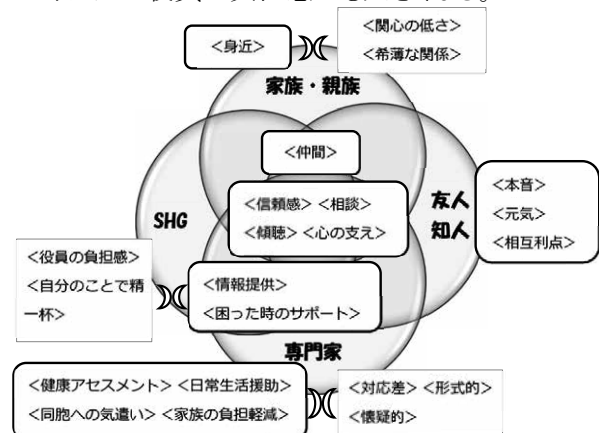 <身近>
<関心の低さ>
<希薄な関係>
家族・親族
<仲間>
<信頼感> <相談>
<傾聴> <心の支え>
SHG
友人
知人
<本音>
<元気>
<相互利点>
<役員の負担感>
<自分のことで精
一杯>
<情報提供>
<困った時のサポート>
専門家
<健康アセスメント> <日常生活援助>
<同胞への気遣い> <家族の負担軽減>
<対応差> <形式的>
<懐疑的>